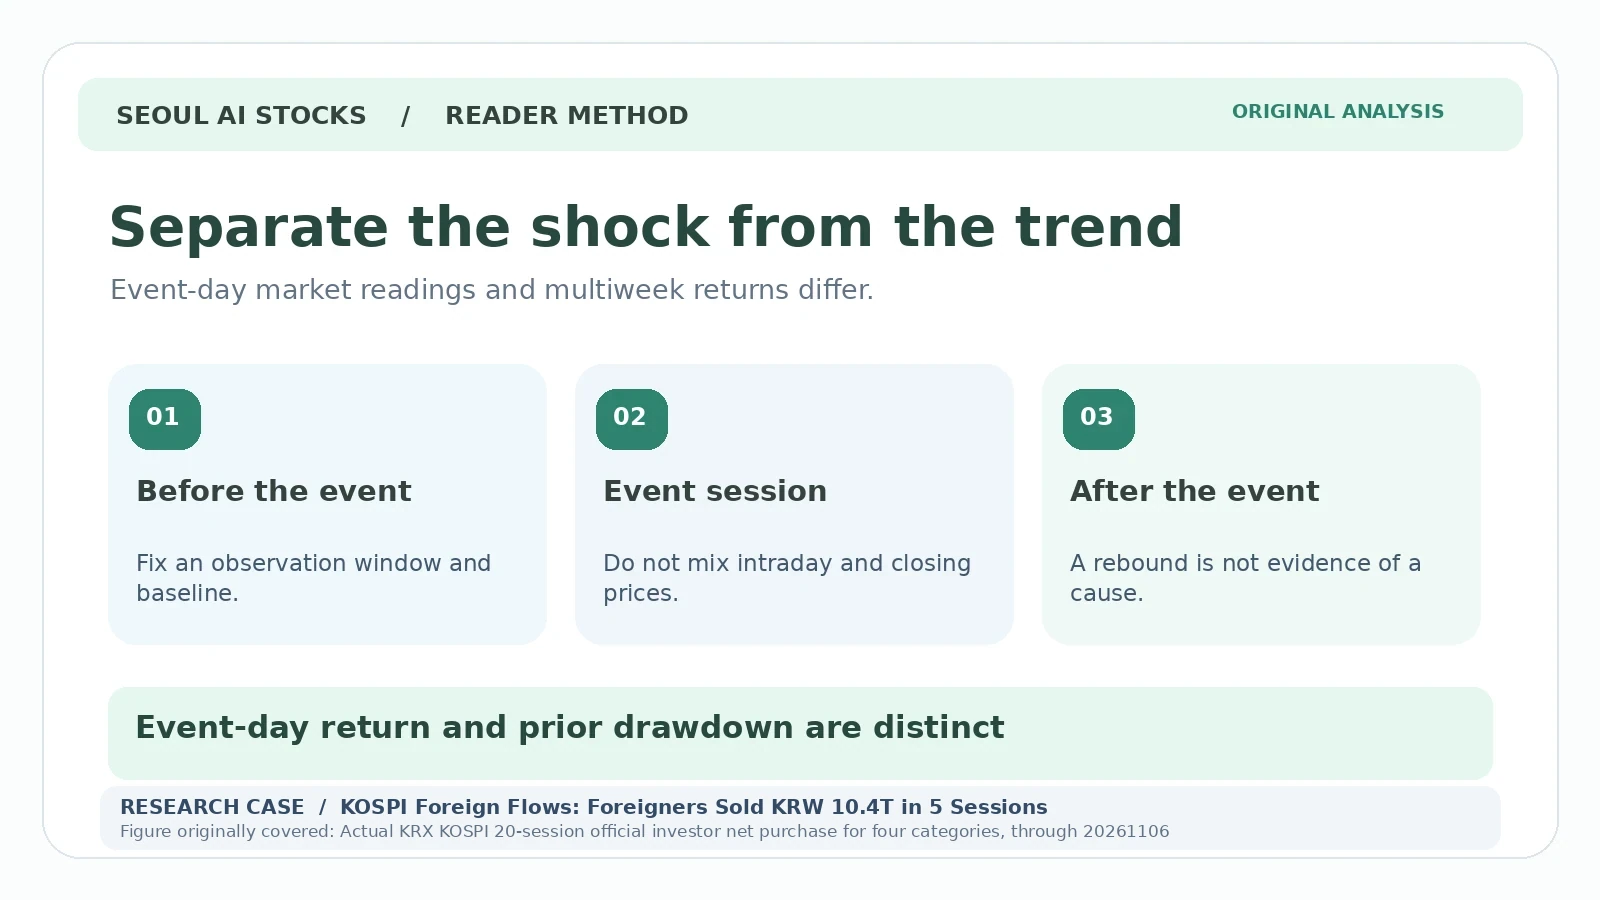 SEOUL AI STOCKS / READER METHOD
ORIGINAL ANALYSIS
Separate the shock from the trend
Event-day market readings and multiweek returns differ.
01
Before the event
Fix an observation window and
baseline.
02
Event session
Do not mix intraday and closing
prices.
03
After the event
A rebound is not evidence of a
cause.
Event-day return and prior drawdown are distinct
RESEARCH CASE / KOSPI Foreign Flows: Foreigners Sold KRW 10.4T in 5 Sessions
Figure originally covered: Actual KRX KOSPI 20-session official investor net purchase for four categories, through 20261106